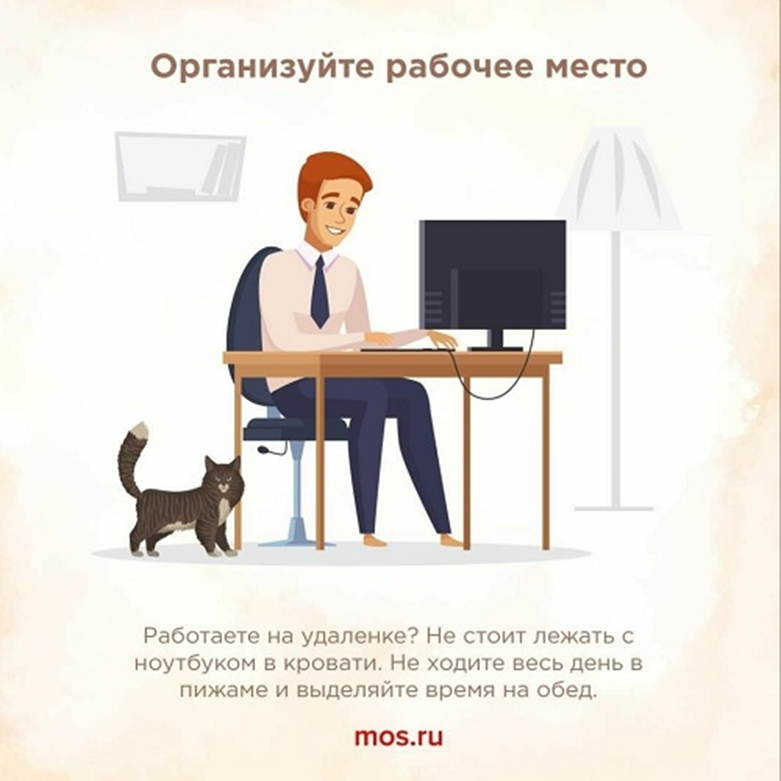 Организуйте рабочее место
Работаете на удаленке? Не стоит лежать с
ноутбуком в кровати. Не ходите весь день в
пижаме и выделяйте время на обед.
mos.ru